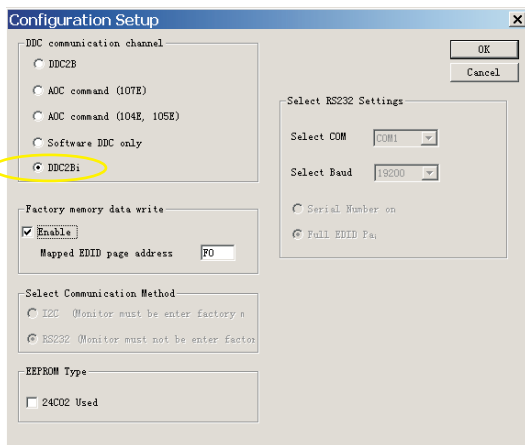 Configuration Setup
DDC communication channel
DDC2B
AOC command (107E)
AOC command (104E, 105E)
Software DDC only
DDC2Bi
Factory memory data write
Enable
Mapped EDID page address F0
Select Communication Method
I2C (Monitor must be enter factory m
RS232 (Monitor must not be enter factor
EEPROM Type
24C02 Used
OK
Cancel
Select RS232 Settings
Select COM COM1
Select Baud 19200
Serial Number on
Full EDID Pa